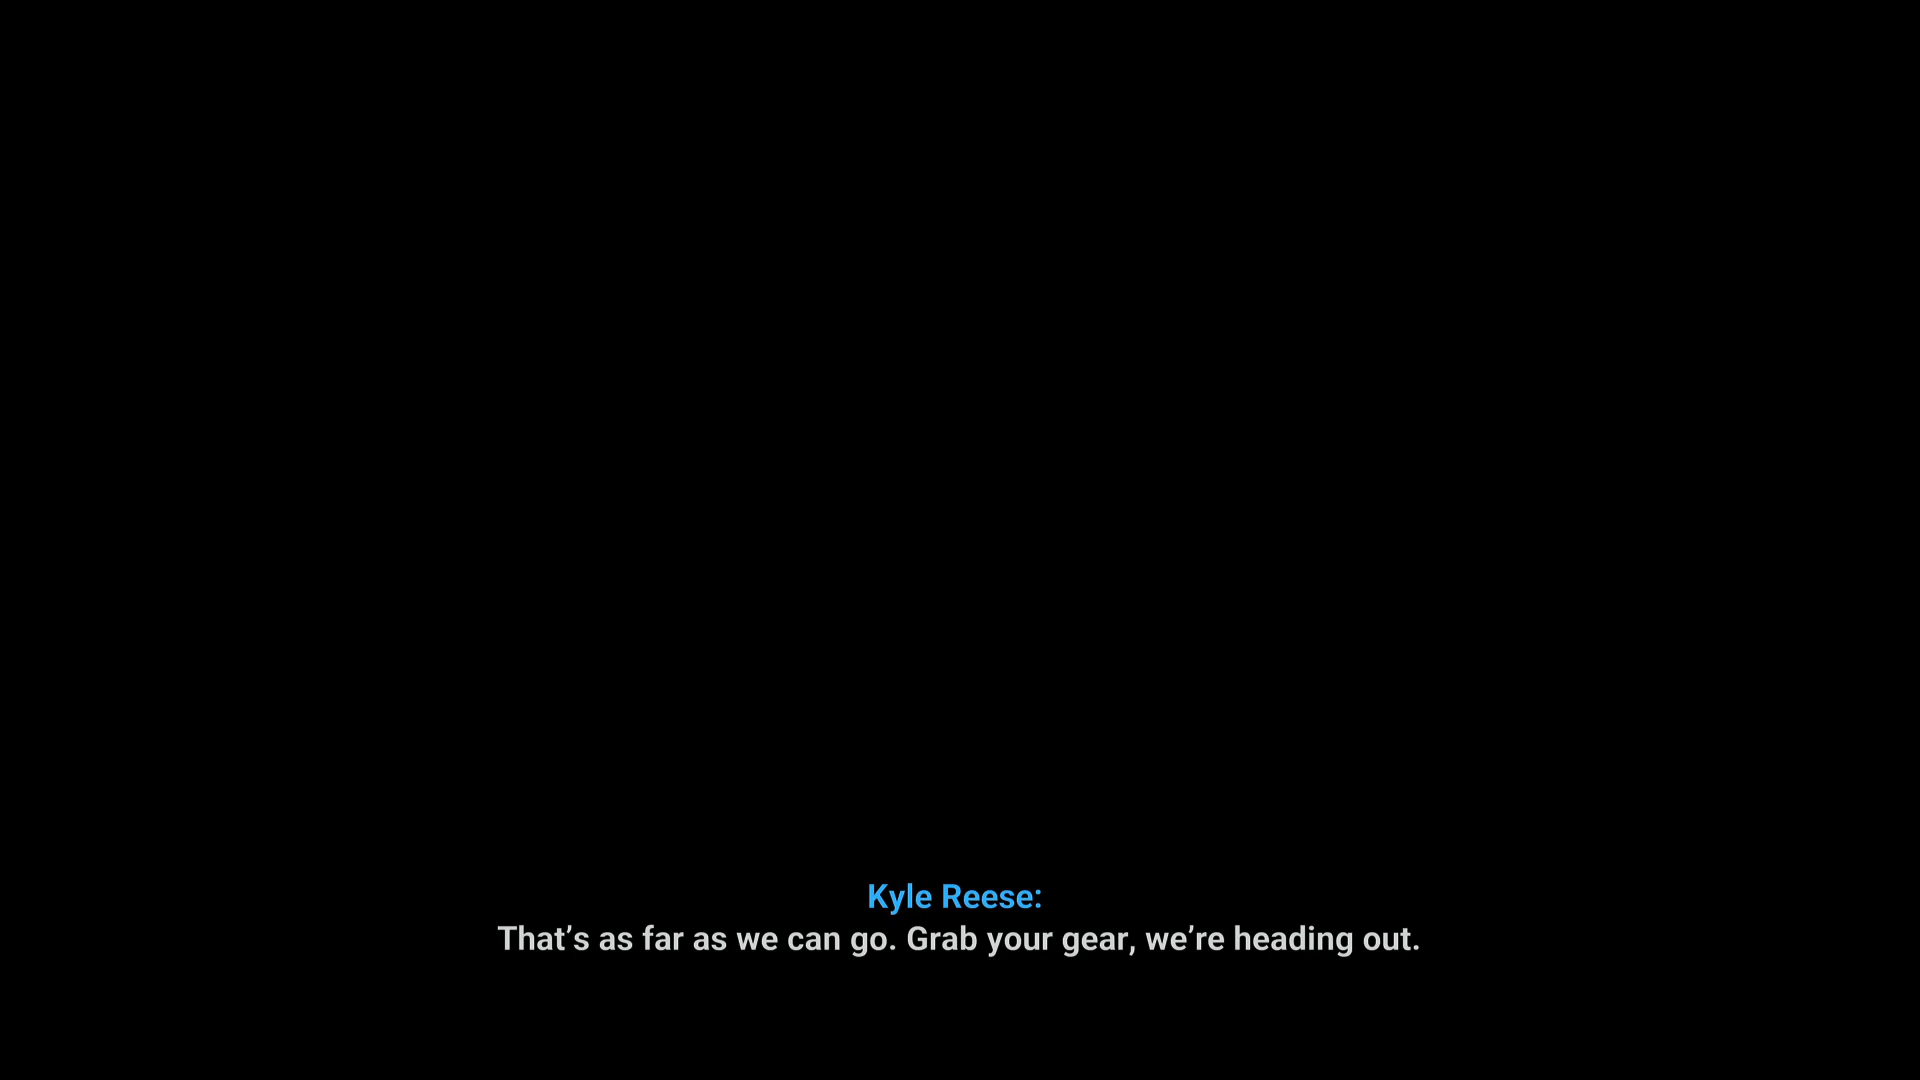 Kyle Reese:
That’s as far as we can go. Grab your gear, we’re heading out.